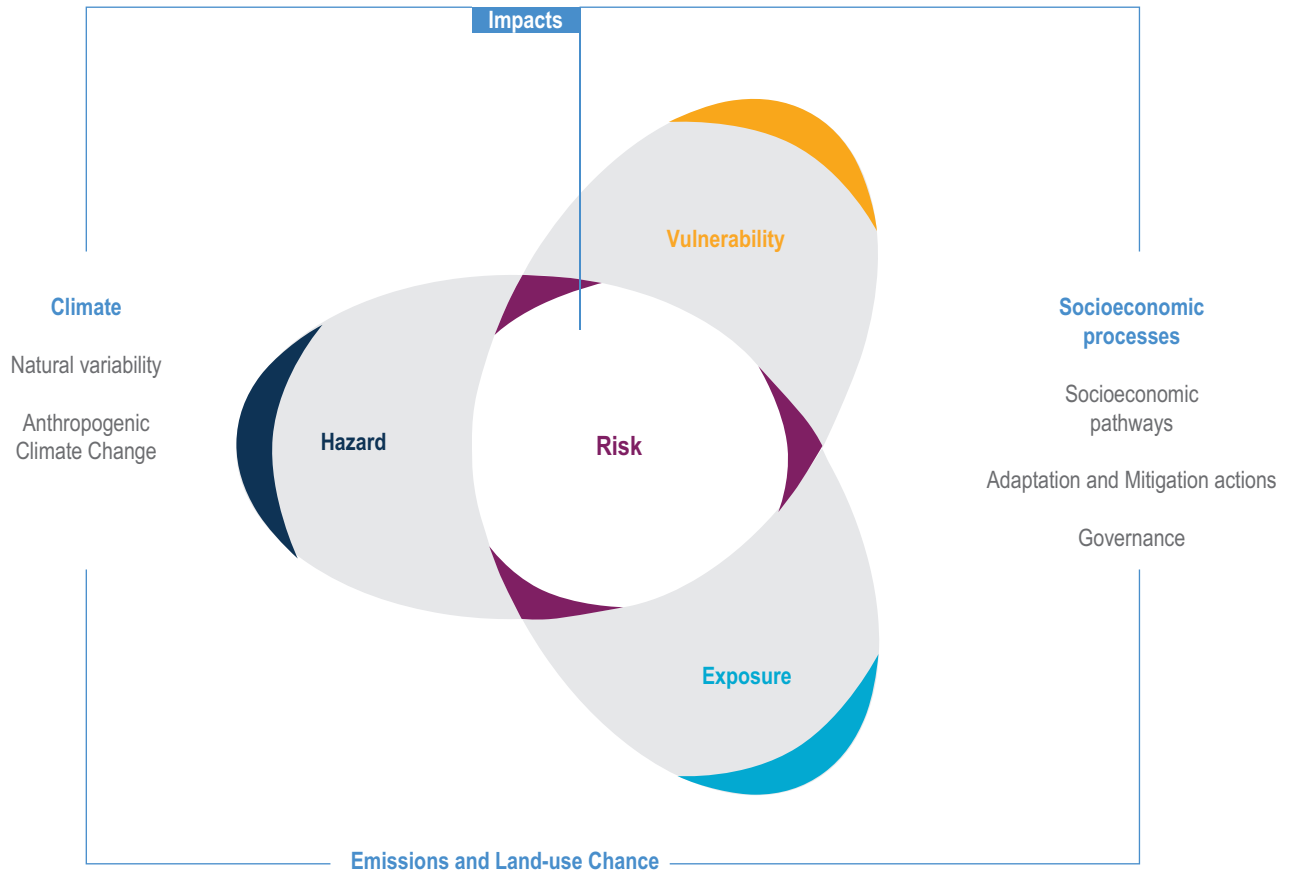 Impacts
Vulnerability
Climate
Natural variability
Anthropogenic
Climate Change
Hazard
Risk
Socioeconomic
processes
Socioeconomic
pathways
Adaptation and Mitigation actions
Governance
Exposure
Emissions and Land-use Chance